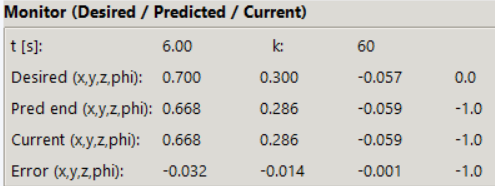 Monitor (Desired / Predicted / Current)
t [s]: 6.00 k: 60
Desired (x,y,z,phi): 0.700 0.300 -0.057 0.0
Pred end (x,y,z,phi): 0.668 0.286 -0.059 -1.0
Current (x,y,z,phi): 0.668 0.286 -0.059 -1.0
Error (x,y,z,phi): -0.032 -0.014 -0.001 -1.0